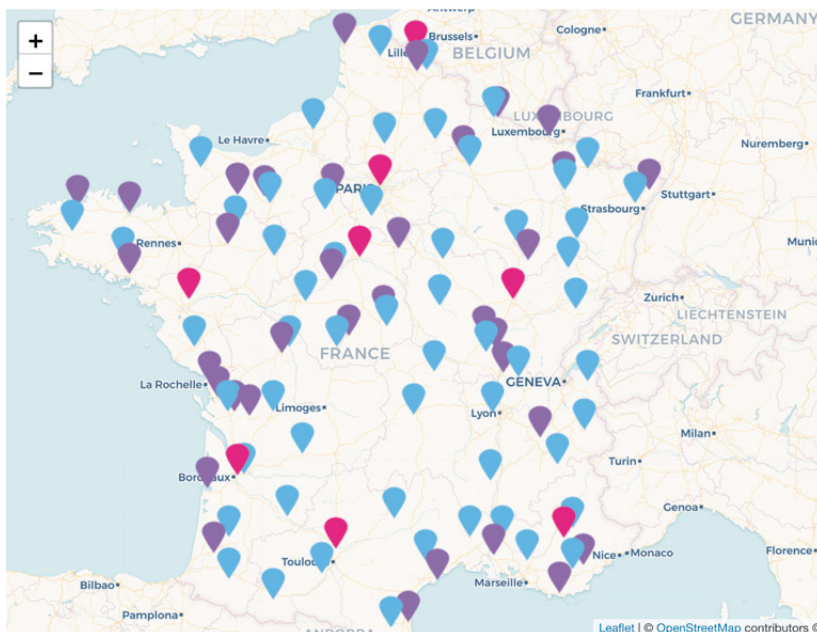 +
−
Antwerp
Brussels
Cologne
GERMANY
Lille
BELGIUM
Frankfurt
LUXEMBOURG
Luxembourg
Le Havre
Nuremberg
PARIS
Stuttgart
Strasbourg
Rennes
Zurich
LIECHTENSTEIN
SWITZERLAND
FRANCE
GENEVA
La Rochelle
Limoges
Lyon
Milan
Turin
Bordeaux
Genoa
Toulouse
Nice
Monaco
Florence
Marseille
Bilbao
Pamplona
ANDORRA
Leaflet | © OpenStreetMap contributors ©